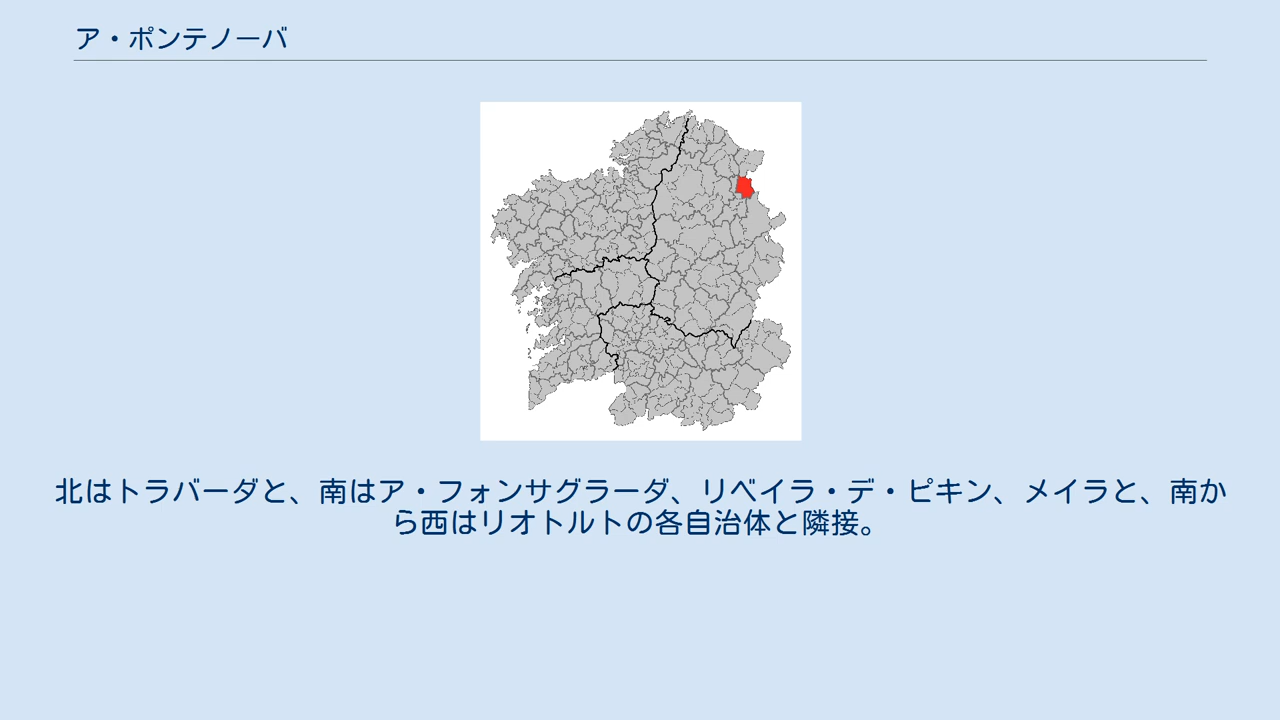 ア・ポンテノーバ
北はトラバーダと、南はア・フォンサグラーダ、リベイラ・デ・ピキン、メイラと、南か
ら西はリオトルトの各自治体と隣接。